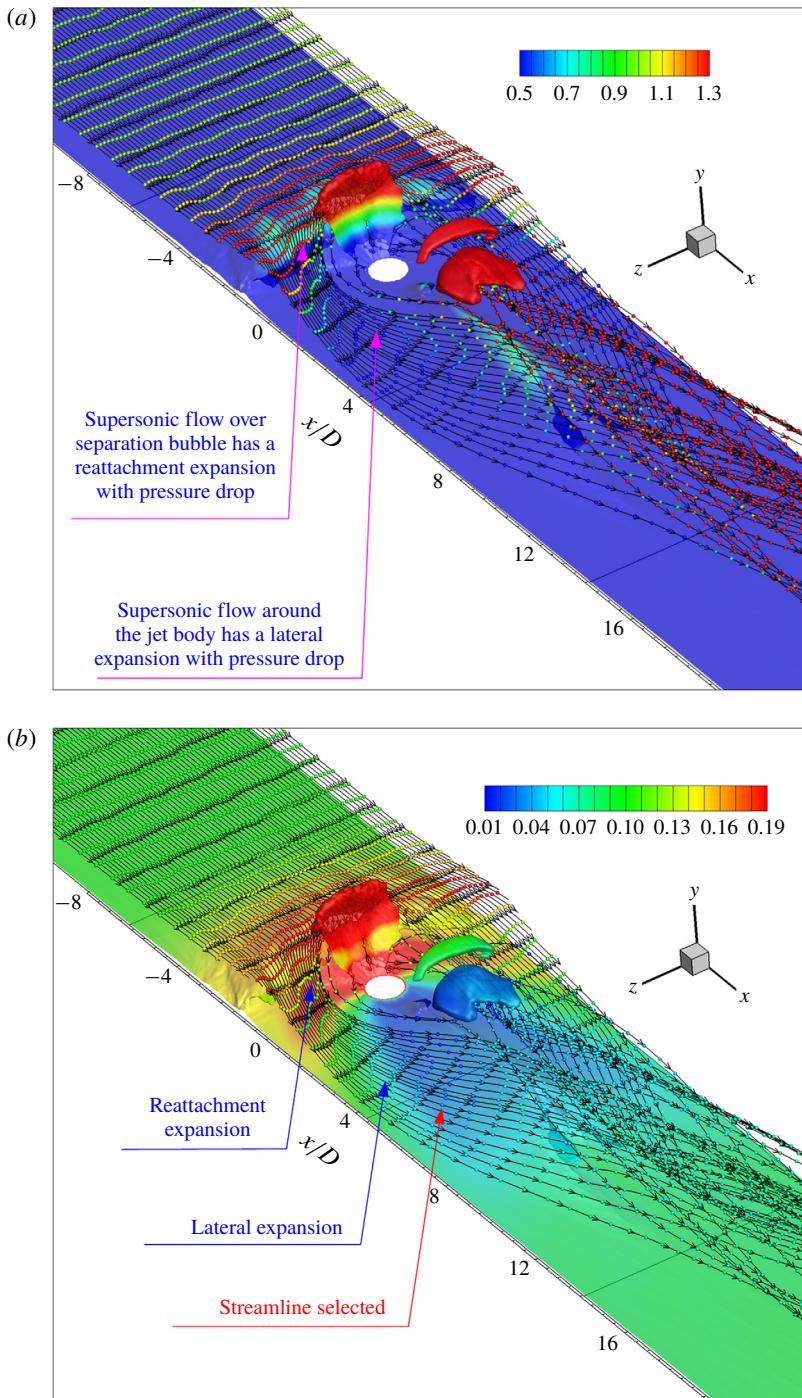 (a)
0.5 0.7 0.9 1.1 1.3
−8
y
z
x
−4
0
Supersonic flow over
separation bubble has a
reattachment expansion
with pressure drop
4
x/D
8
12
Supersonic flow around
the jet body has a lateral
expansion with pressure drop
16
(b)
0.01 0.04 0.07 0.10 0.13 0.16 0.19
−8
y
z
x
−4
0
Reattachment
expansion
4
x/D
8
Lateral expansion
12
Streamline selected
16